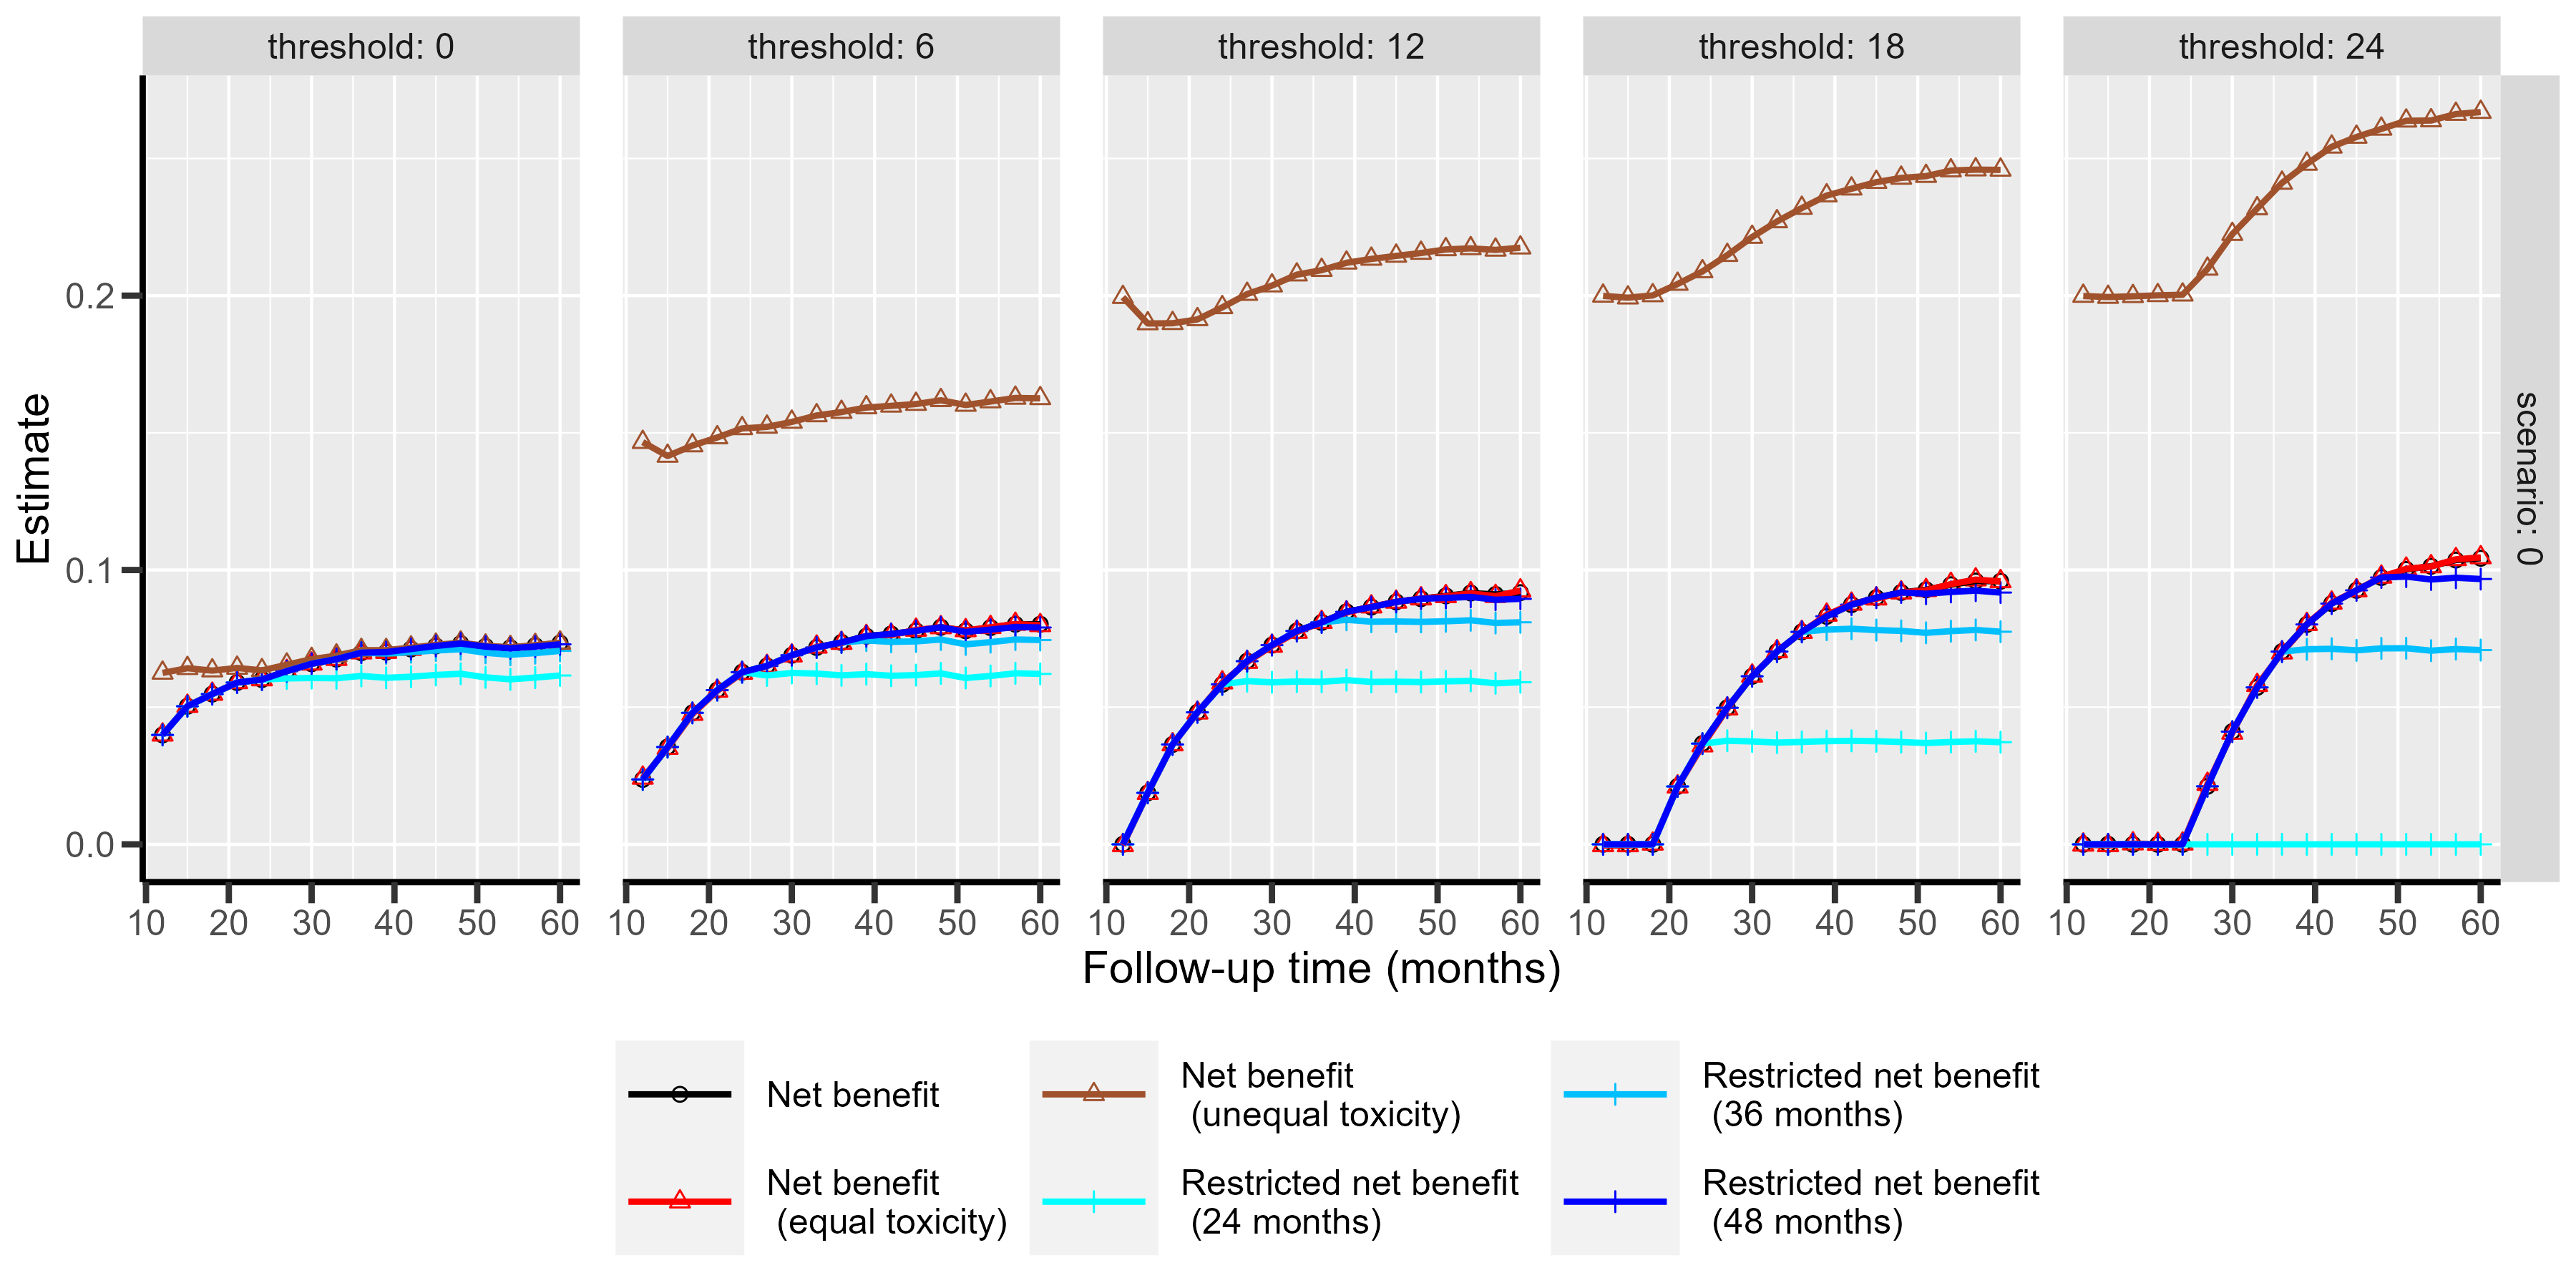 threshold: 0
threshold: 6
threshold: 12
threshold: 18
threshold: 24
Estimate
0.2
0.1
0.0
scenario: 0
10 20 30 40 50 60
10 20 30 40 50 60
10 20 30 40 50 60
10 20 30 40 50 60
10 20 30 40 50 60
Follow-up time (months)
Net benefit
Net benefit
(equal toxicity)
Net benefit
(unequal toxicity)
Restricted net benefit
(24 months)
Restricted net benefit
(36 months)
Restricted net benefit
(48 months)